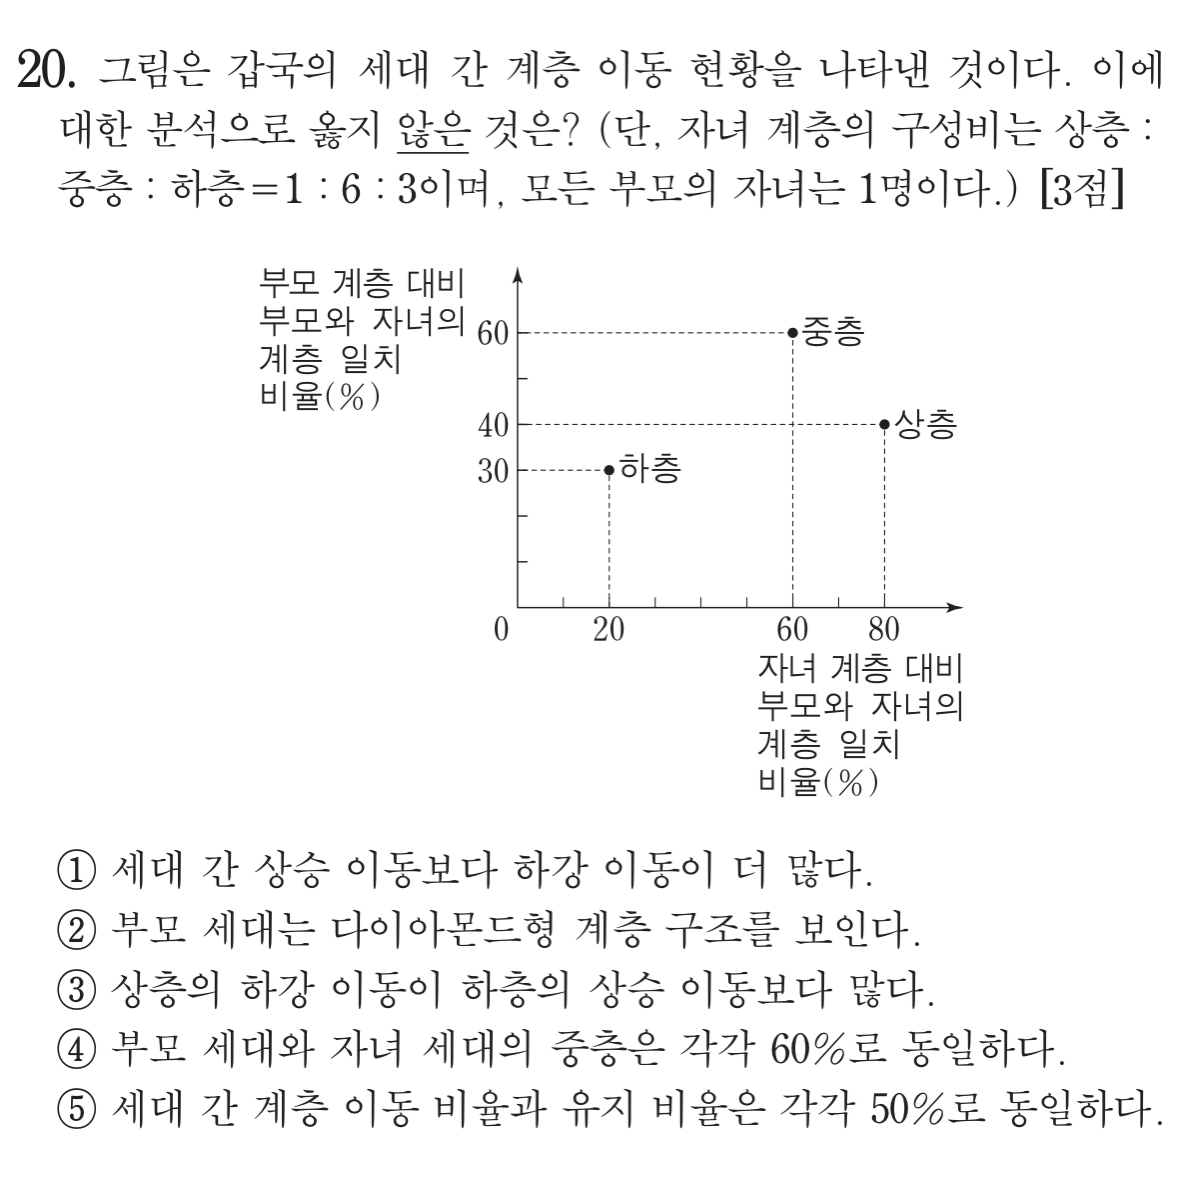 20. 그림은 갑국의 세대 간 계층 이동 현황을 나타낸 것이다. 이에
대한 분석으로 옳지 않은 것은? (단, 자녀 계층의 구성비는 상층 :
중층 : 하층=1 : 6 : 3이며, 모든 부모의 자녀는 1명이다.) [3점]
부모 계층 대비
부모와 자녀의
계층 일치
비율(%)
60
중층
40
상층
30
하층
0
20
60
80
자녀 계층 대비
부모와 자녀의
계층 일치
비율(%)
① 세대 간 상승 이동보다 하강 이동이 더 많다.
② 부모 세대는 다이아몬드형 계층 구조를 보인다.
③ 상층의 하강 이동이 하층의 상승 이동보다 많다.
④ 부모 세대와 자녀 세대의 중층은 각각 60%로 동일하다.
⑤ 세대 간 계층 이동 비율과 유지 비율은 각각 50%로 동일하다.